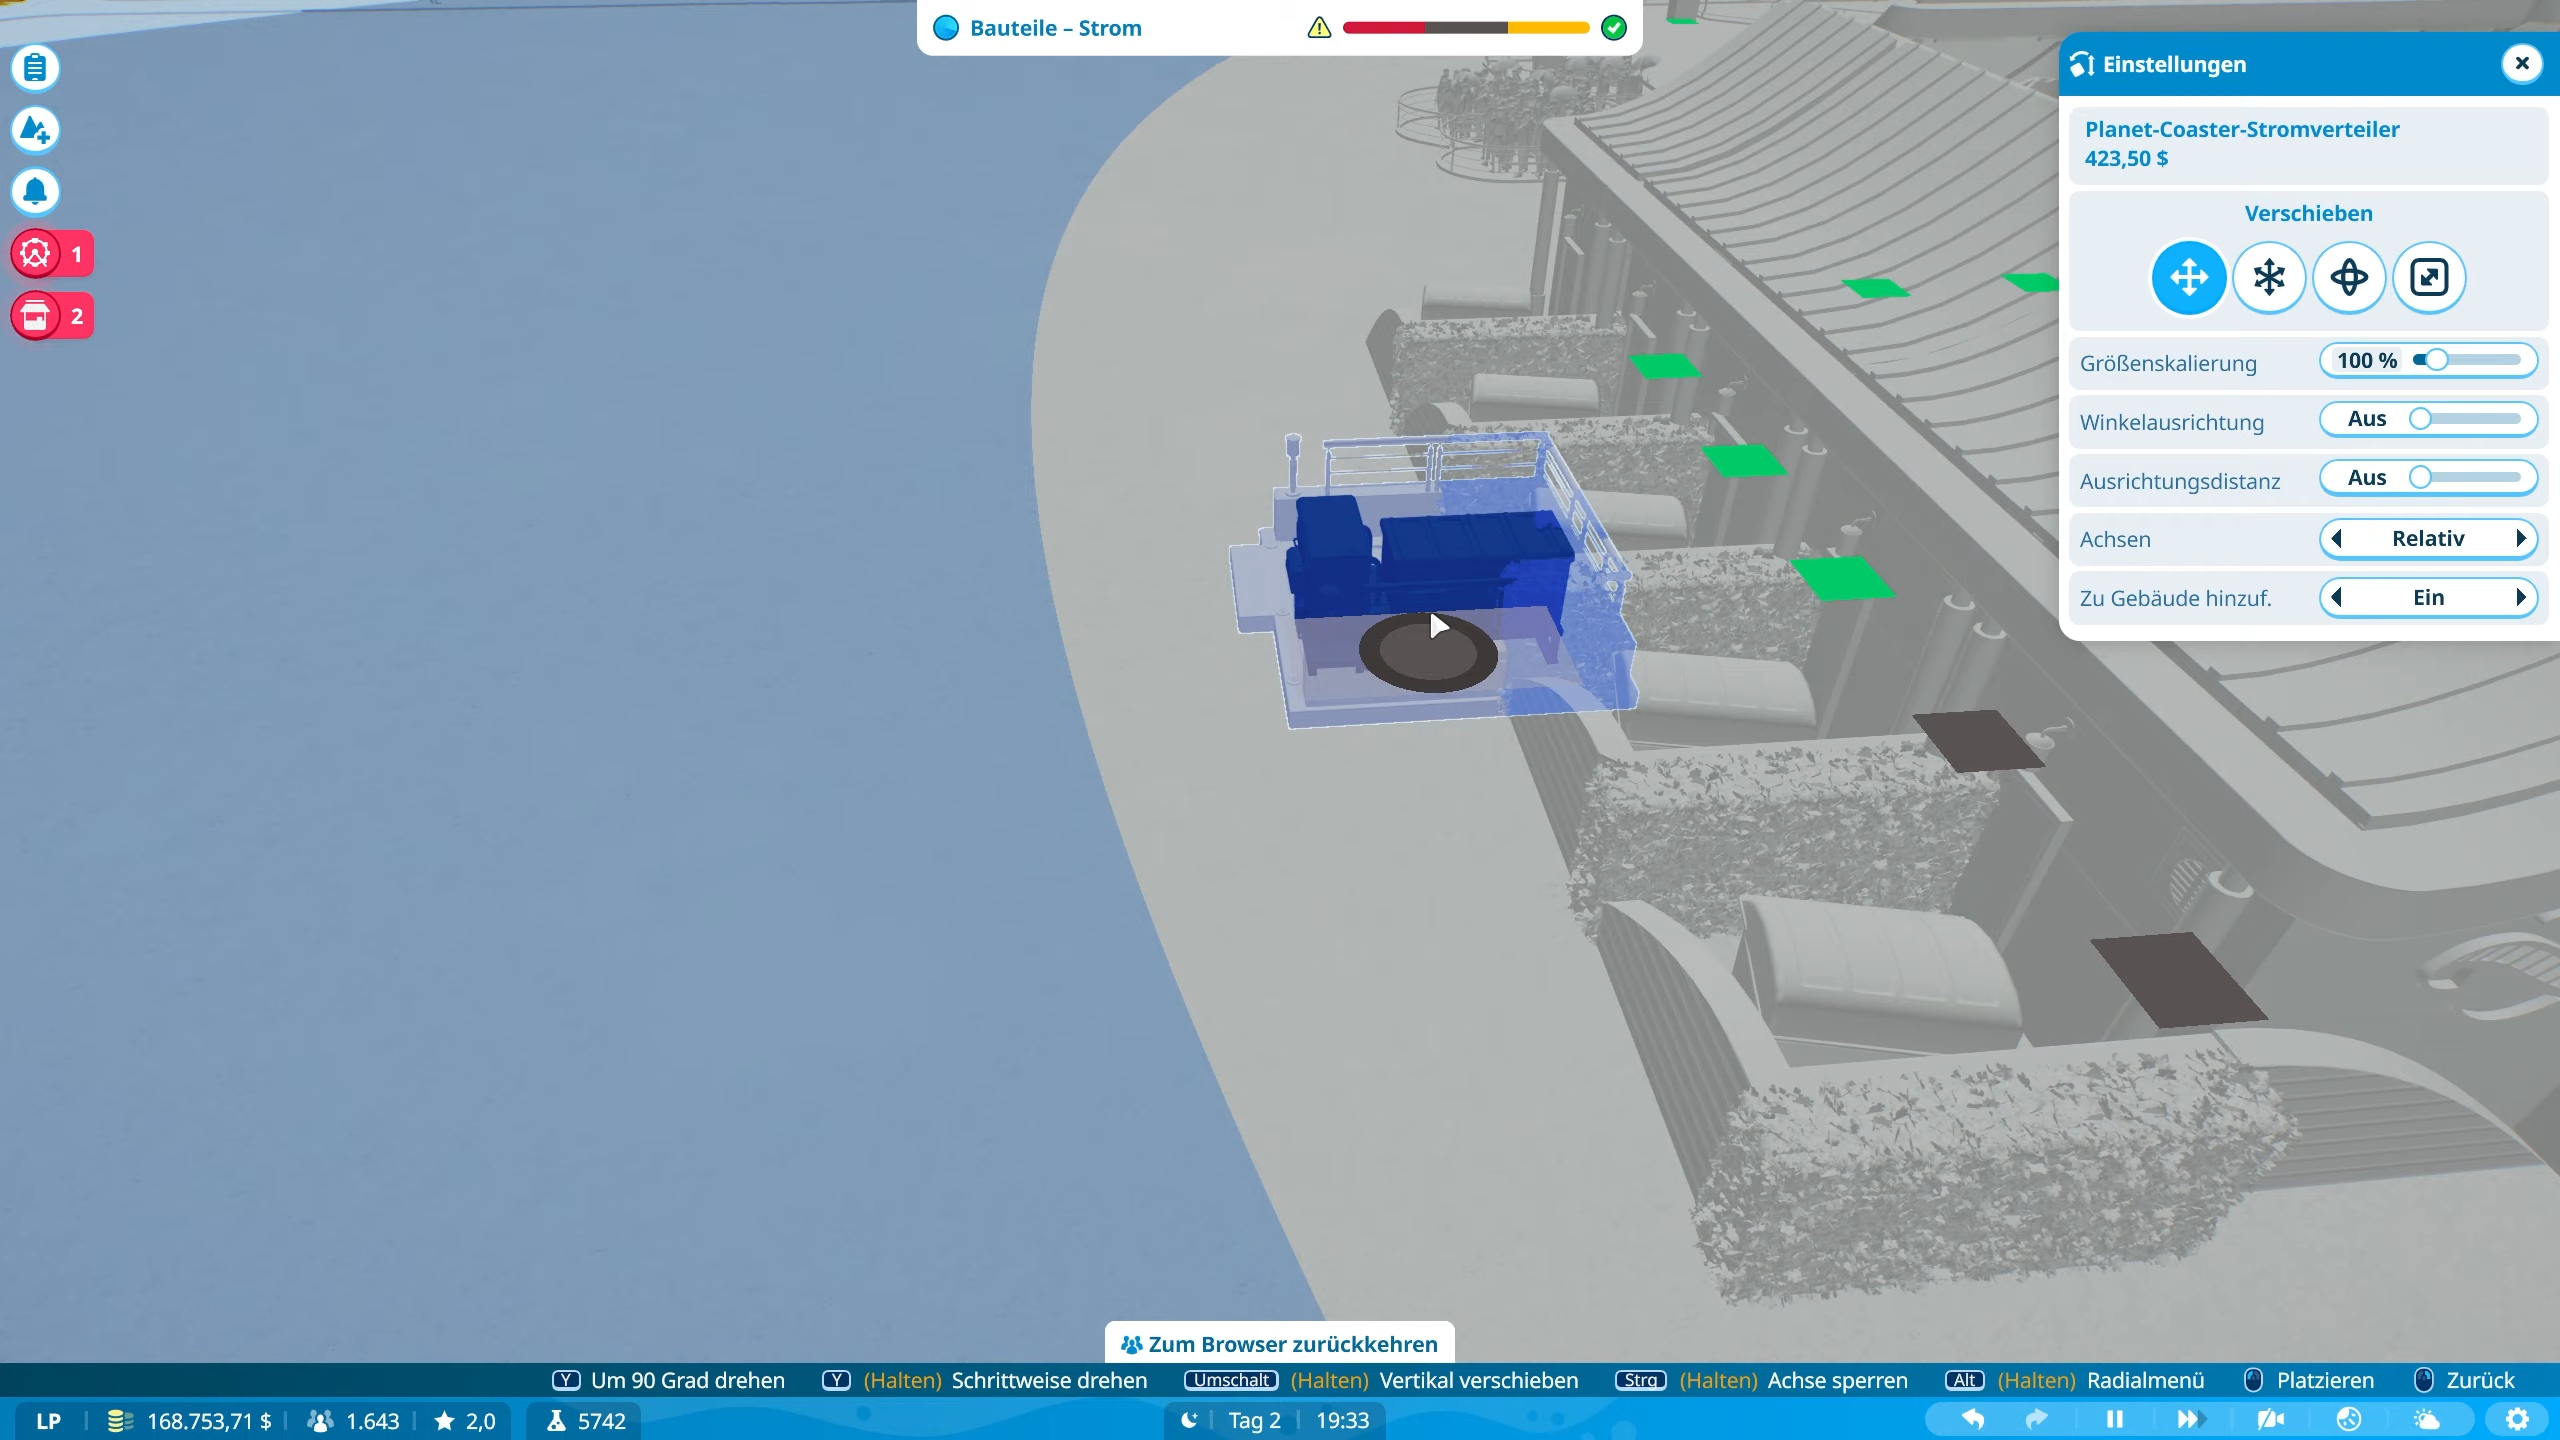 Bauteile – Strom
Einstellungen
Planet-Coaster-Stromverteiler
423,50 $
Verschieben
Größenskalierung 100 %
Winkelausrichtung Aus
Ausrichtungsdistanz Aus
Achsen Relativ
Zu Gebäude hinzuf. Ein
1
2
Zum Browser zurückkehren
Y Um 90 Grad drehen Y (Halten) Schrittweise drehen Umschalt (Halten) Vertikal verschieben Strg (Halten) Achse sperren Alt (Halten) Radialmenü Platzieren Zurück
LP 168.753,71 $ 1.643 2,0 5742 Tag 2 19:33